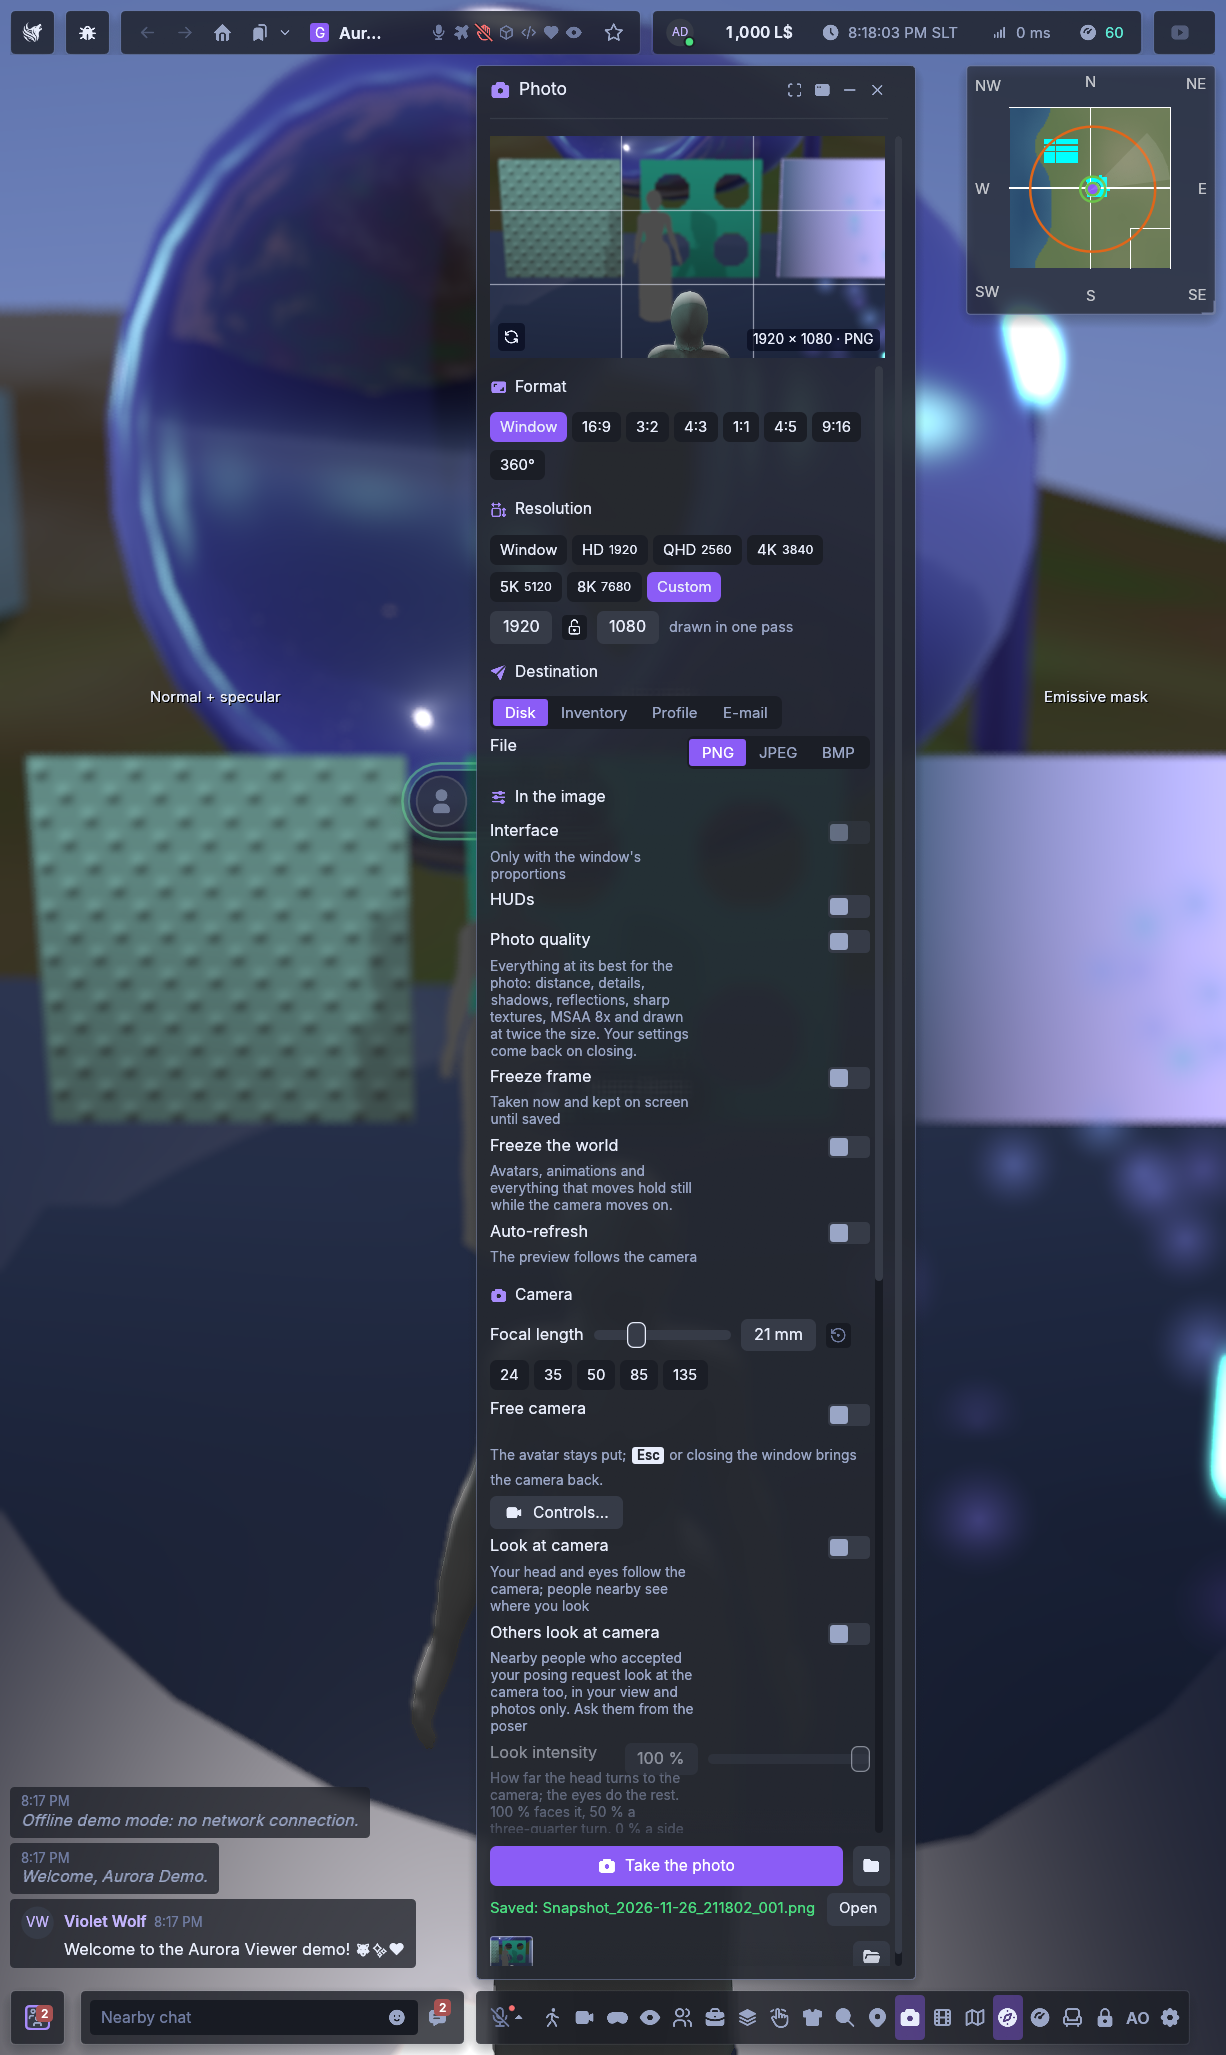 G Aur...
AD
1,000 L$
8:18:03 PM SLT
0 ms
60
Photo
NW N NE
W E
SW S SE
1920 × 1080 · PNG
Format
Window 16:9 3:2 4:3 1:1 4:5 9:16
360°
Resolution
Window HD 1920 QHD 2560 4K 3840
5K 5120 8K 7680 Custom
1920 1080 drawn in one pass
Destination
Disk Inventory Profile E-mail
File PNG JPEG BMP
Normal + specular
Emissive mask
In the image
Interface
Only with the window's
proportions
HUDs
Photo quality
Everything at its best for the
photo: distance, details,
shadows, reflections, sharp
textures, MSAA 8x and drawn
at twice the size. Your settings
come back on closing.
Freeze frame
Taken now and kept on screen
until saved
Freeze the world
Avatars, animations and
everything that moves hold still
while the camera moves on.
Auto-refresh
The preview follows the camera
Camera
Focal length 21 mm
24 35 50 85 135
Free camera
The avatar stays put; Esc or closing the window brings
the camera back.
Controls...
Look at camera
Your head and eyes follow the
camera; people nearby see
where you look
Others look at camera
Nearby people who accepted
your posing request look at the
camera too, in your view and
photos only. Ask them from the
poser
Look intensity 100 %
How far the head turns to the
camera; the eyes do the rest.
100 % faces it, 50 % a
three-quarter turn, 0 % a side
Take the photo
Saved: Snapshot_2026-11-26_211802_001.png Open
8:17 PM
Offline demo mode: no network connection.
8:17 PM
Welcome, Aurora Demo.
VW Violet Wolf 8:17 PM
Welcome to the Aurora Viewer demo!
2
Nearby chat
2
AO